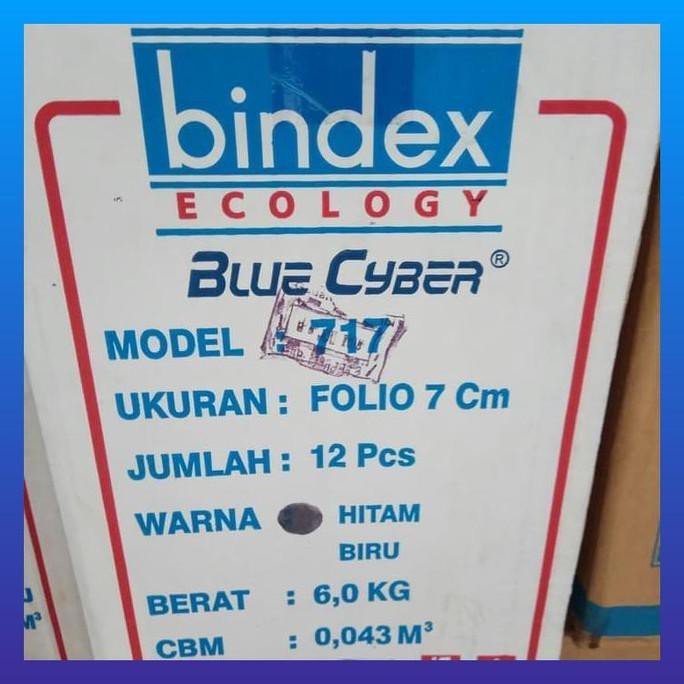 bindex
ECOLOGY
BLUE CYBER®
MODEL : 717
UKURAN : FOLIO 7 Cm
JUMLAH : 12 Pcs
WARNA HITAM
BIRU
BERAT : 6,0 KG
CBM : 0,043 M³